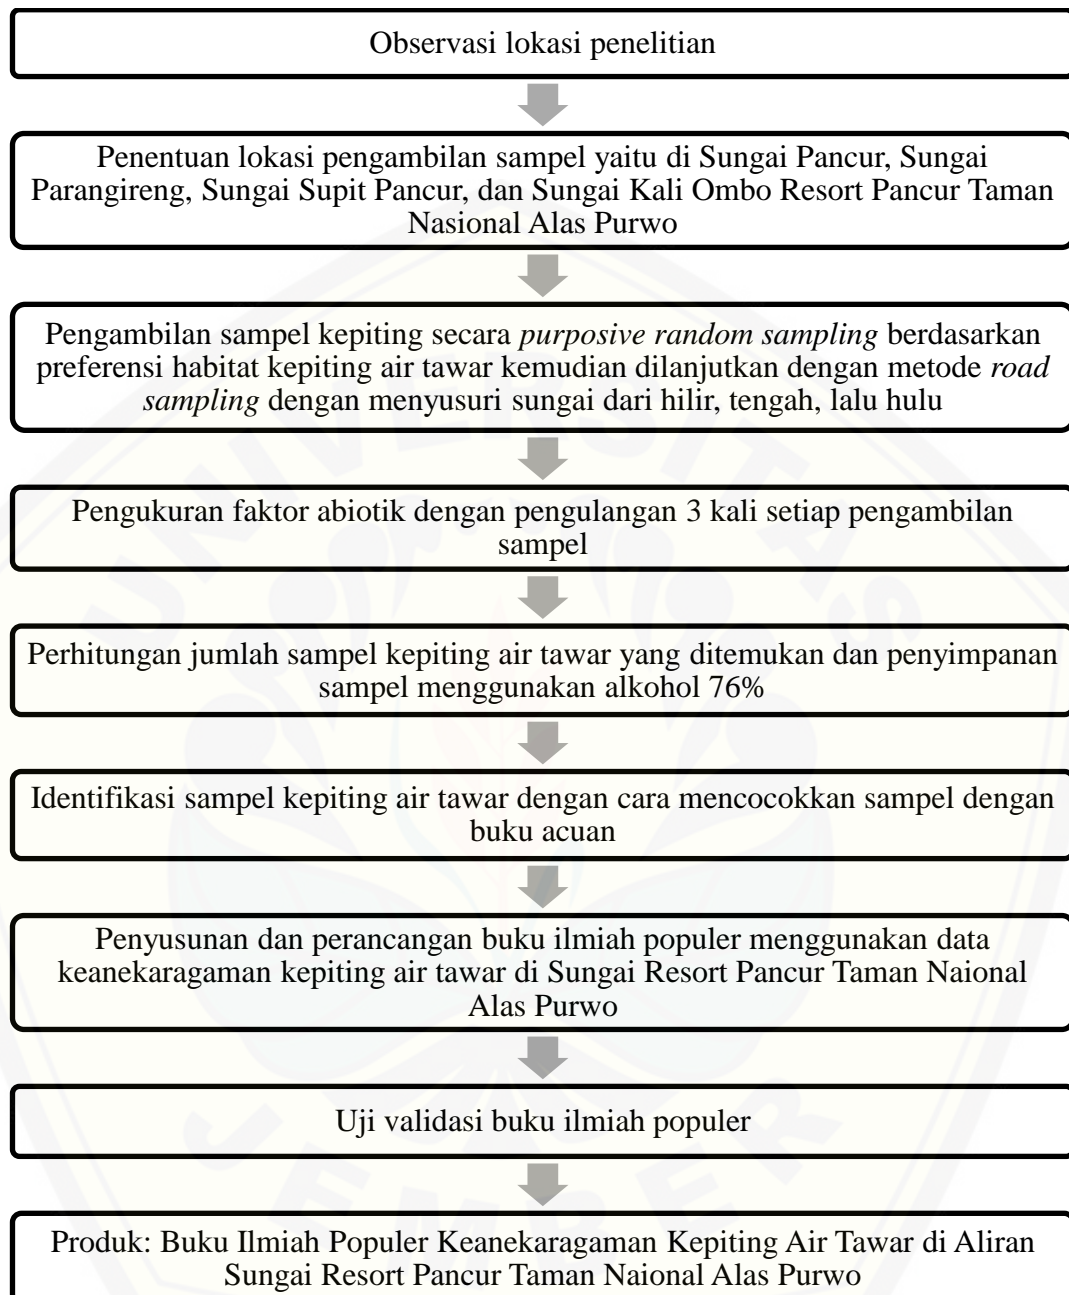 Observasi lokasi penelitian
Penentuan lokasi pengambilan sampel yaitu di Sungai Pancur, Sungai
Parangireng, Sungai Supit Pancur, dan Sungai Kali Ombo Resort Pancur Taman
Nasional Alas Purwo
Pengambilan sampel kepiting secara purposive random sampling berdasarkan
preferensi habitat kepiting air tawar kemudian dilanjutkan dengan metode road
sampling dengan menyusuri sungai dari hilir, tengah, lalu hulu
Pengukuran faktor abiotik dengan pengulangan 3 kali setiap pengambilan
sampel
Perhitungan jumlah sampel kepiting air tawar yang ditemukan dan penyimpanan
sampel menggunakan alkohol 76%
Identifikasi sampel kepiting air tawar dengan cara mencocokkan sampel dengan
buku acuan
Penyusunan dan perancangan buku ilmiah populer menggunakan data
keanekaragaman kepiting air tawar di Sungai Resort Pancur Taman Naional
Alas Purwo
Uji validasi buku ilmiah populer
Produk: Buku Ilmiah Populer Keanekaragaman Kepiting Air Tawar di Aliran
Sungai Resort Pancur Taman Naional Alas Purwo
UNIVERSITAS
JEMBER